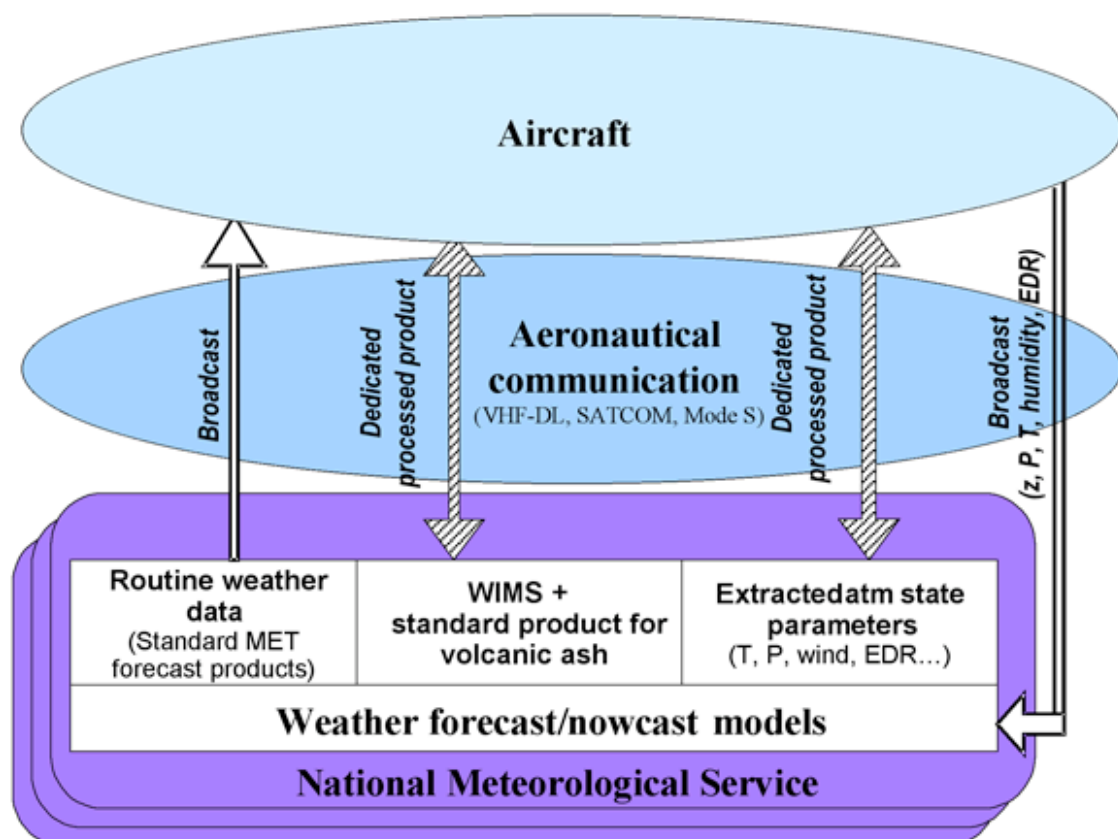 Aircraft
Broadcast
Dedicated
processed product
Aeronautical
communication
(VHF-DL, SATCOM, Mode S)
Dedicated
processed product
Broadcast
(z, P, T, humidity, EDR)
Routine weather
data
(Standard MET
forecast products)
WIMS +
standard product for
volcanic ash
Extractedatm state
parameters
(T, P, wind, EDR...)
Weather forecast/nowcast models
National Meteorological Service